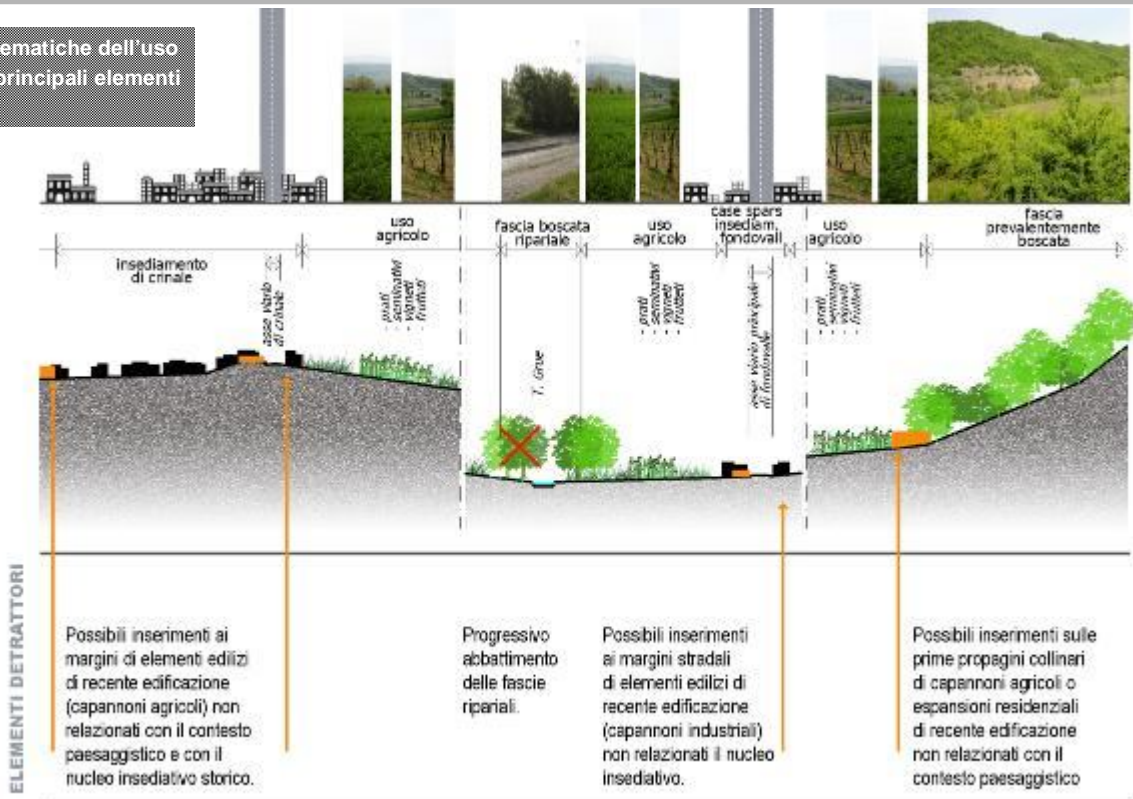 ematiche dell'uso
principali elementi
uso
agricolo
fascia boscata
ripariale
uso
agricolo
case spars
insediam.
fondovall
uso
agricolo
fascia
prevalentemente
boscata
insediamento
di crinale
asse viario
di crinale
- prati
- seminativi
- vigneti
- frutteti
T. Grue
- prati
- seminativi
- vigneti
- frutteti
asse viario principale
di fondovalle
- prati
- seminativi
- vigneti
- frutteti
ELEMENTI DETRATTORI
Possibili inserimenti ai
margini di elementi edilizi
di recente edificazione
(capannoni agricoli) non
relazionati con il contesto
paesaggistico e con il
nucleo insediativo storico.
Progressivo
abbattimento
delle fascie
ripariali.
Possibili inserimenti
ai margini stradali
di elementi edilizi di
recente edificazione
(capannoni industriali)
non relazionati il nucleo
insediativo.
Possibili inserimenti sulle
prime propagini collinari
di capannoni agricoli o
espansioni residenziali
di recente edificazione
non relazionati con il
contesto paesaggistico